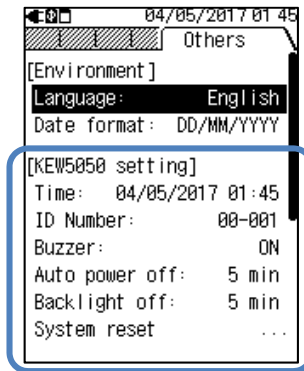 04/05/2017 01 45
Others
[Environment]
Language: English
Date format: DD/MM/YYYY
[KEW5050 setting]
Time: 04/05/2017 01:45
ID Number: 00-001
Buzzer: ON
Auto power off: 5 min
Backlight off: 5 min
System reset ...